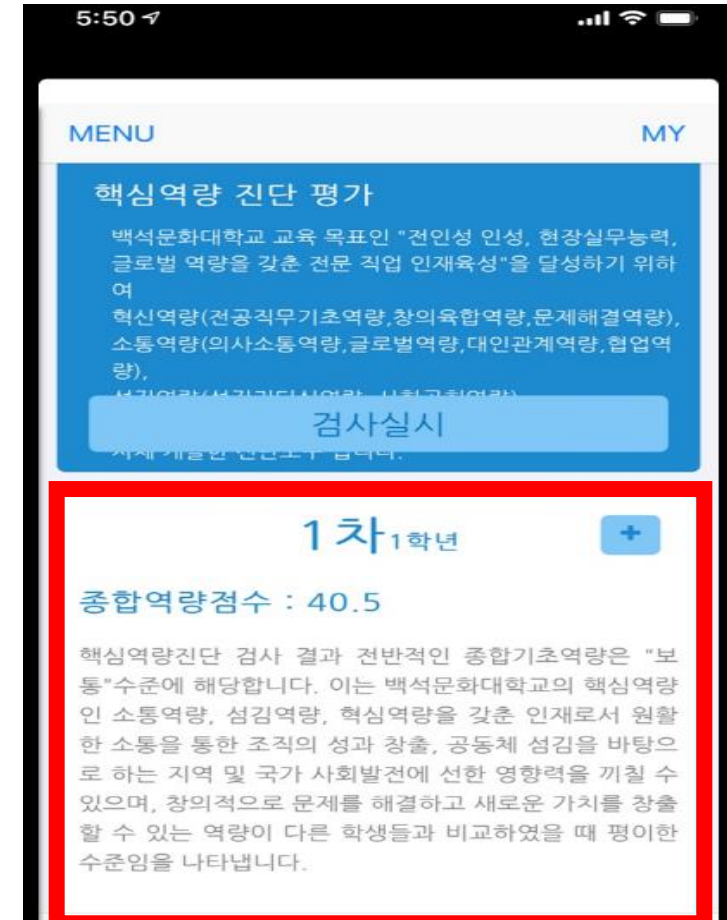 5:50
MENU MY
핵심역량 진단 평가
백석문화대학교 교육 목표인 "전인성 인성, 현장실무능력,
글로벌 역량을 갖춘 전문 직업 인재육성"을 달성하기 위하
여
혁신역량(전공직무기초역량,창의육합역량,문제해결역량),
소통역량(의사소통역량,글로벌역량,대인관계역량,협업역
량),
검사실시
1차1학년 +
종합역량점수 : 40.5
핵심역량진단 검사 결과 전반적인 종합기초역량은 "보
통"수준에 해당합니다. 이는 백석문화대학교의 핵심역량
인 소통역량, 섬김역량, 혁심역량을 갖춘 인재로서 원활
한 소통을 통한 조직의 성과 창출, 공동체 섬김을 바탕으
로 하는 지역 및 국가 사회발전에 선한 영향력을 끼칠 수
있으며, 창의적으로 문제를 해결하고 새로운 가치를 창출
할 수 있는 역량이 다른 학생들과 비교하였을 때 평이한
수준임을 나타냅니다.